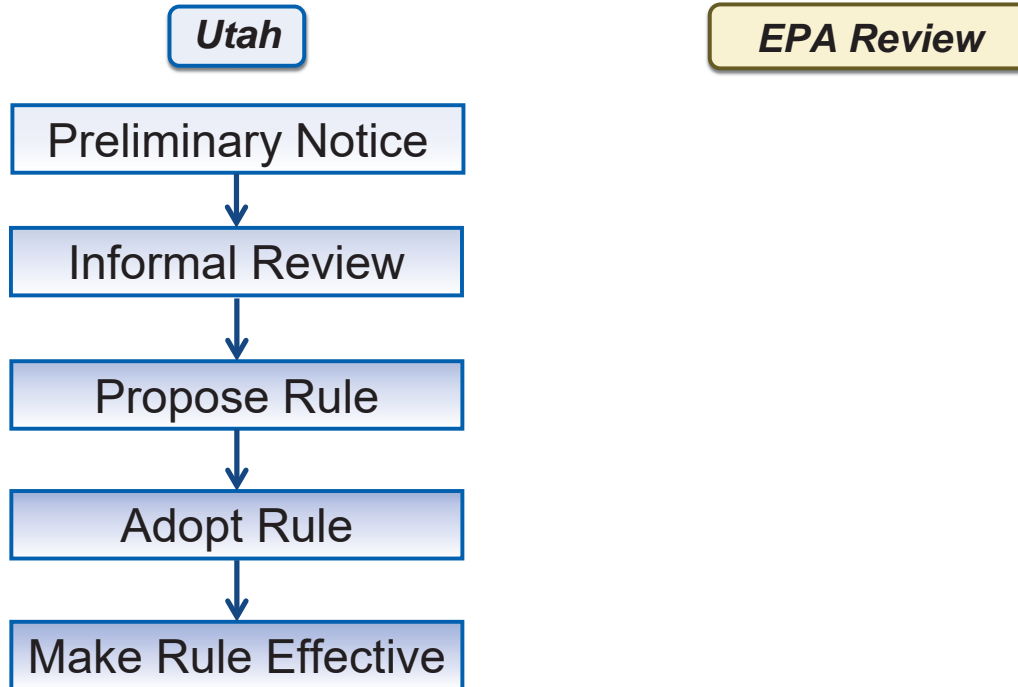 Utah
EPA Review
Preliminary Notice
Informal Review
Propose Rule
Adopt Rule
Make Rule Effective